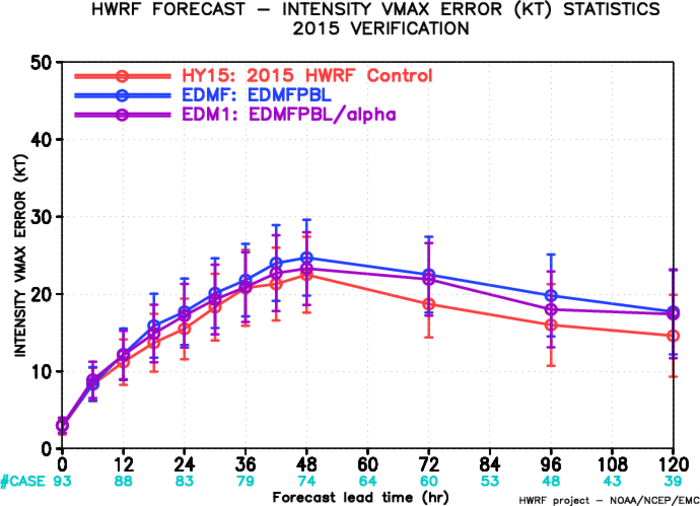 HWRF FORECAST – INTENSITY VMAX ERROR (KT) STATISTICS
2015 VERIFICATION
HY15: 2015 HWRF Control
EDMF: EDMFPBL
EDM1: EDMFPBL/alpha
INTENSITY VMAX ERROR (KT)
50
40
30
20
10
0
0 12 24 36 48 60 72 84 96 108 120
#CASE 93 88 83 79 74 64 60 53 48 43 39
Forecast lead time (hr)
HWRF project – NOAA/NCEP/EMC